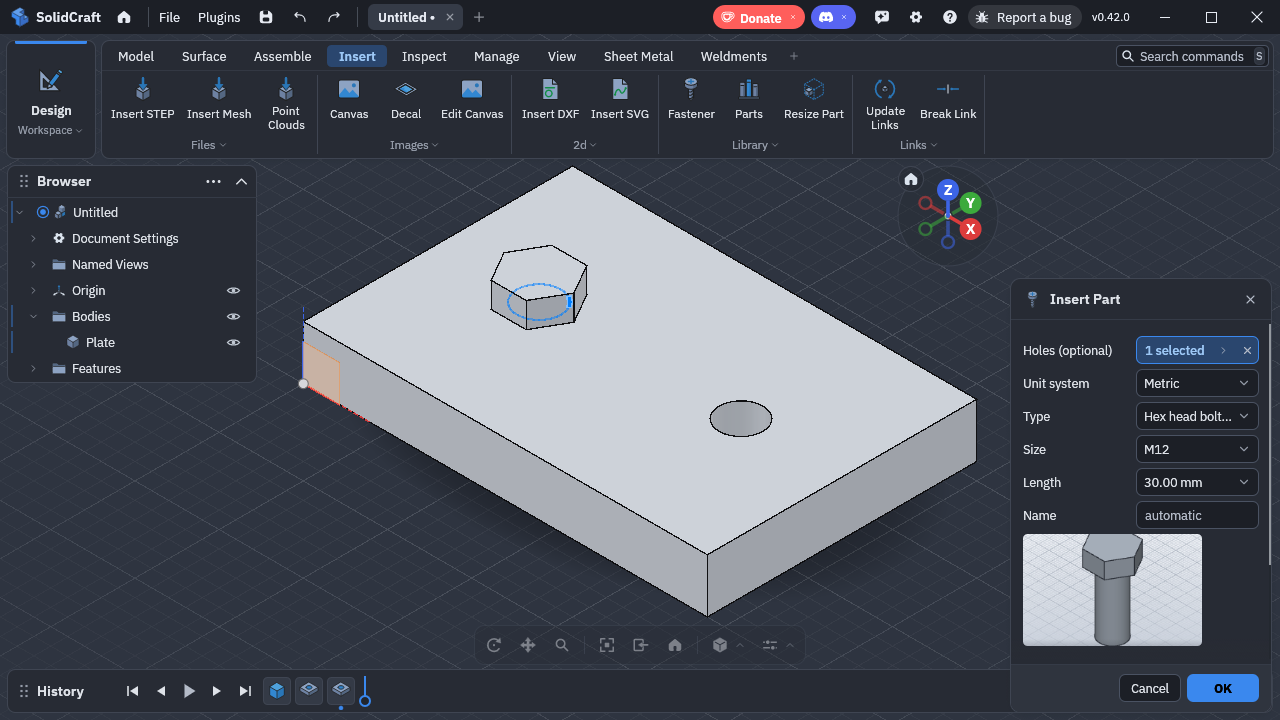 SolidCraft
File
Plugins
Untitled •
Donate
Report a bug
v0.42.0
Design
Workspace
Model
Surface
Assemble
Insert
Inspect
Manage
View
Sheet Metal
Weldments
Search commands
S
Insert STEP
Insert Mesh
Point Clouds
Files
Canvas
Decal
Edit Canvas
Images
Insert DXF
Insert SVG
2d
Fastener
Parts
Resize Part
Library
Update Links
Break Link
Links
Browser
Untitled
Document Settings
Named Views
Origin
Bodies
Plate
Features
Z
Y
X
Insert Part
Holes (optional)
1 selected
Unit system
Metric
Type
Hex head bolt...
Size
M12
Length
30.00 mm
Name
automatic
Cancel
OK
History